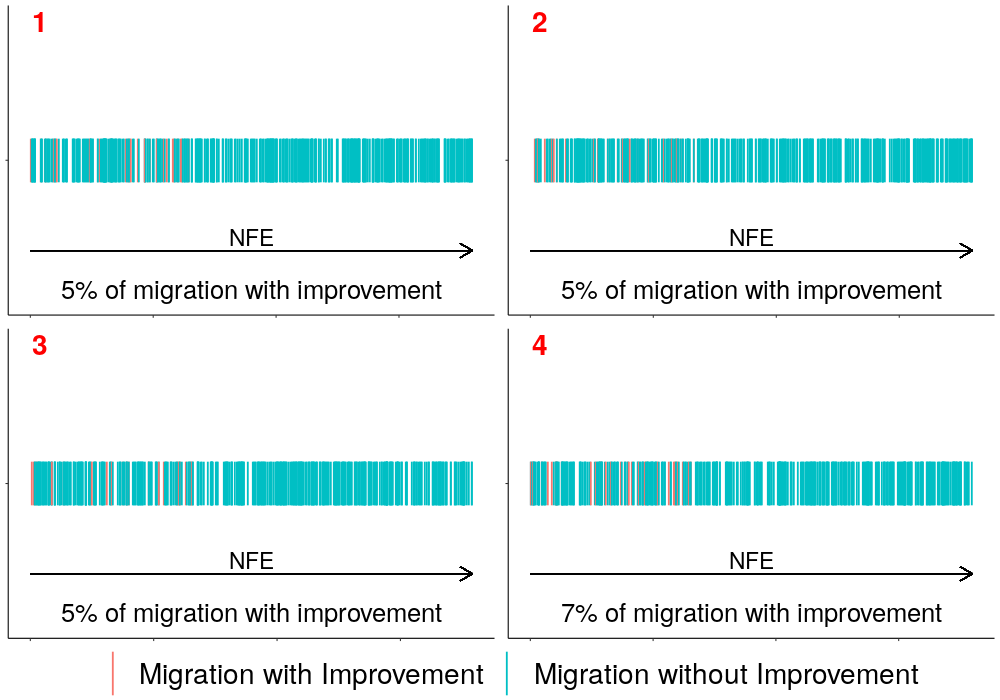 1
NFE
5% of migration with improvement
2
NFE
5% of migration with improvement
3
NFE
5% of migration with improvement
4
NFE
7% of migration with improvement
Migration with Improvement
Migration without Improvement